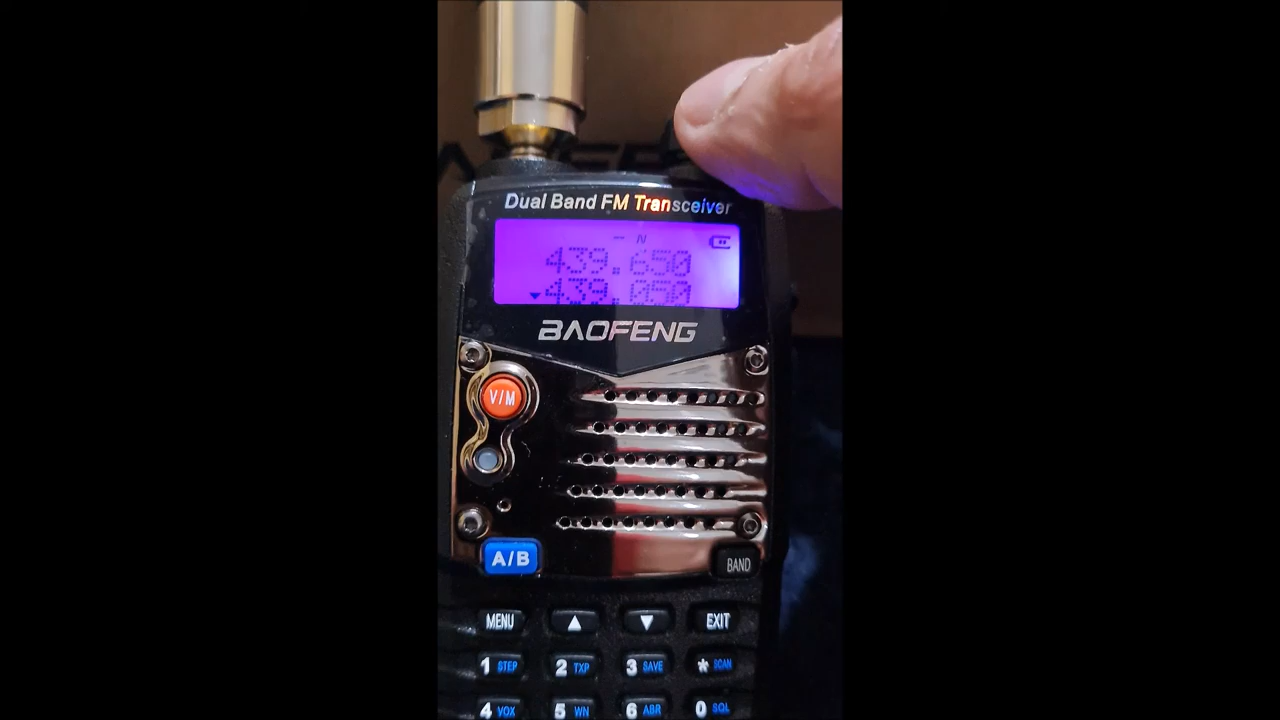 Dual Band FM Transceiver
— N
439.650
439.050
BAOFENG
V/M
A/B
BAND
MENU ▲ ▼ EXIT
1 STEP 2 TXP 3 SAVE * SCAN
4 VOX 5 WN 6 ABR 0 SQL